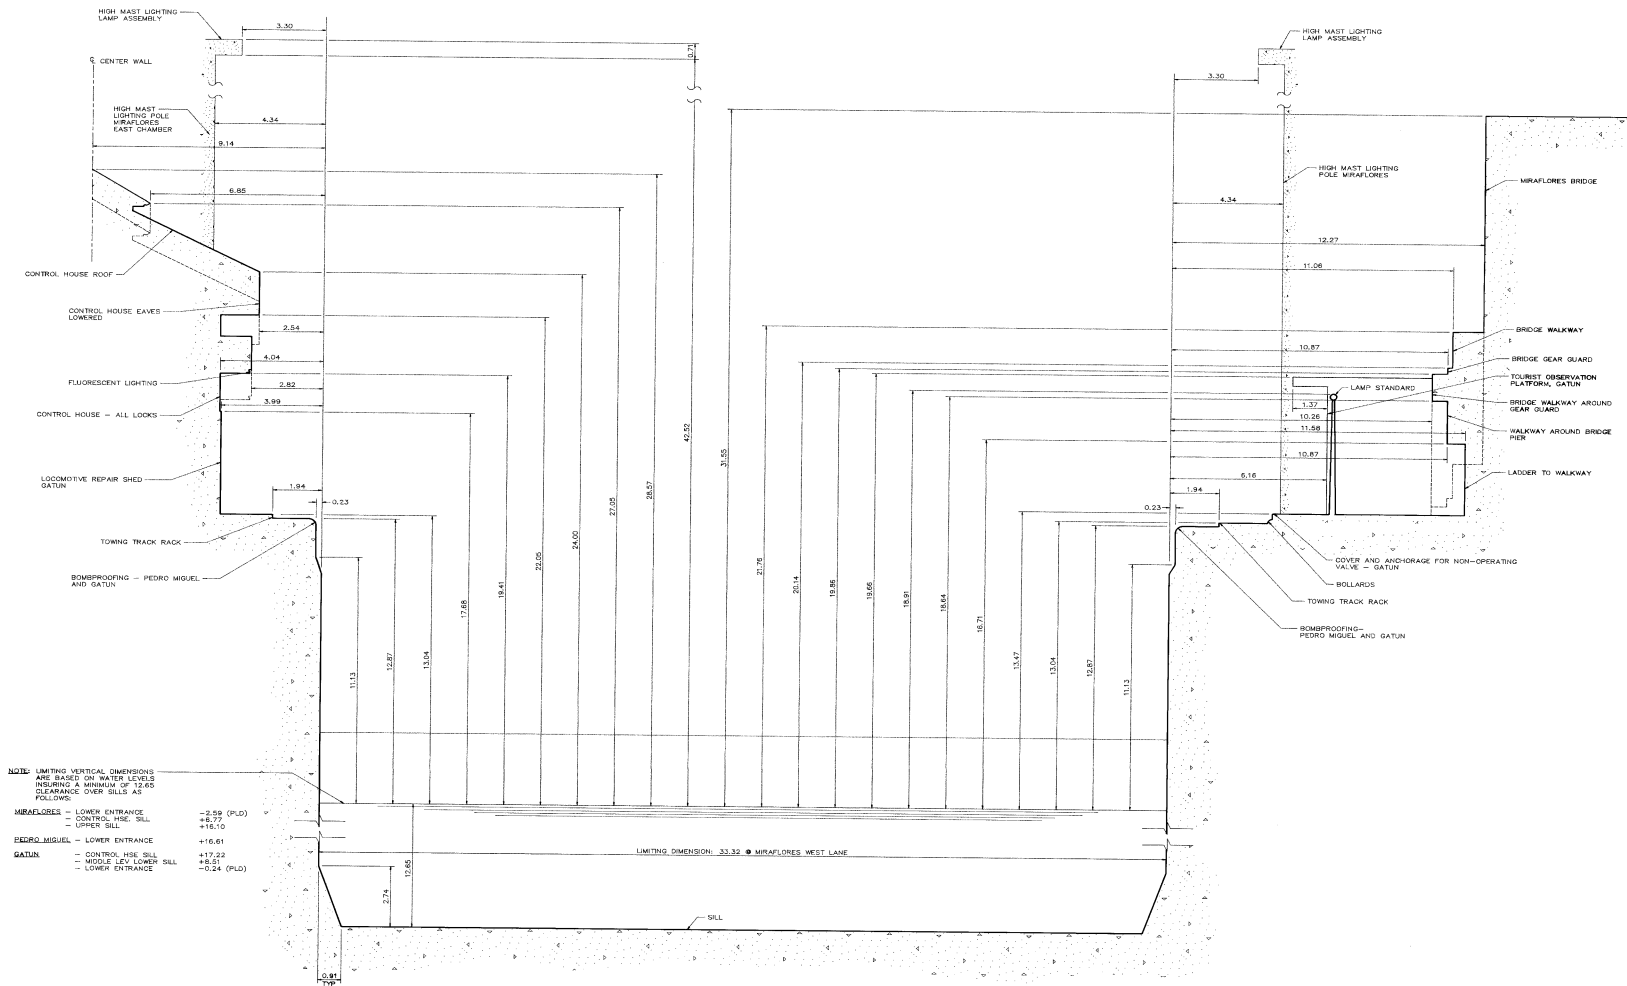 HIGH MAST LIGHTING
LAMP ASSEMBLY
3.30
0.71
℄ CENTER WALL
HIGH MAST
LIGHTING POLE
MIRAFLORES
EAST CHAMBER
4.34
9.14
6.85
CONTROL HOUSE ROOF
CONTROL HOUSE EAVES
LOWERED
2.54
4.04
FLUORESCENT LIGHTING
2.82
CONTROL HOUSE – ALL LOCKS
3.99
LOCOMOTIVE REPAIR SHED
GATUN
1.94
0.23
TOWING TRACK RACK
BOMBPROOFING – PEDRO MIGUEL
AND GATUN
11.13
12.87
13.04
17.68
19.41
22.05
24.00
27.05
28.57
42.52
31.55
21.75
20.14
19.86
19.66
18.91
18.64
13.47
13.04
12.87
11.13
HIGH MAST LIGHTING
LAMP ASSEMBLY
3.30
HIGH MAST LIGHTING
POLE MIRAFLORES
MIRAFLORES BRIDGE
4.34
12.27
11.06
BRIDGE WALKWAY
10.87
BRIDGE GEAR GUARD
TOURIST OBSERVATION
PLATFORM, GATUN
LAMP STANDARD
BRIDGE WALKWAY AROUND
GEAR GUARD
1.37
10.26
11.58
WALKWAY AROUND BRIDGE
PIER
10.87
LADDER TO WALKWAY
6.16
1.94
0.23
COVER AND ANCHORAGE FOR NON-OPERATING
VALVE – GATUN
BOLLARDS
TOWING TRACK RACK
BOMBPROOFING–
PEDRO MIGUEL AND GATUN
NOTE: LIMITING VERTICAL DIMENSIONS
ARE BASED ON WATER LEVELS
INSURING A MINIMUM OF 12.65
CLEARANCE OVER SILLS AS
FOLLOWS:
MIRAFLORES – LOWER ENTRANCE –2.59 (PLD)
– CONTROL HSE. SILL
– UPPER SILL
PEDRO MIGUEL – LOWER ENTRANCE +16.61
GATUN – CONTROL HSE SILL +17.22
– MIDDLE LEV LOWER SILL +8.51
– LOWER ENTRANCE –0.24 (PLD)
LIMITING DIMENSION: 33.32 @ MIRAFLORES WEST LANE
12.65
2.74
SILL
0.91
TYP